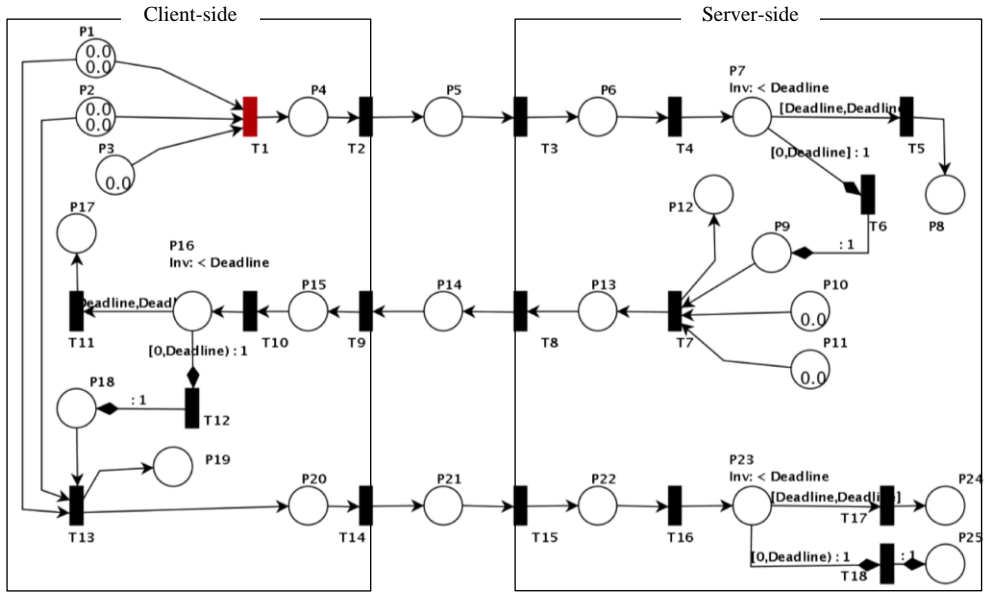 Client-side
Server-side
P1
0.0
0.0
P2
0.0
0.0
P3
0.0
T1
P4
T2
P5
T3
P6
T4
P7
Inv: < Deadline
[Deadline,Deadline
T5
[0,Deadline] : 1
T6
P8
P17
P16
Inv: < Deadline
P12
P9
: 1
P10
0.0
P11
0.0
Deadline,Deadl
T11
T10
P15
T9
P14
T8
P13
T7
[0,Deadline) : 1
P18
: 1
T12
P19
T13
P20
T14
P21
T15
P22
T16
P23
Inv: < Deadline
[Deadline,Deadline]
T17
P24
[0,Deadline) : 1
T18
: 1
P25